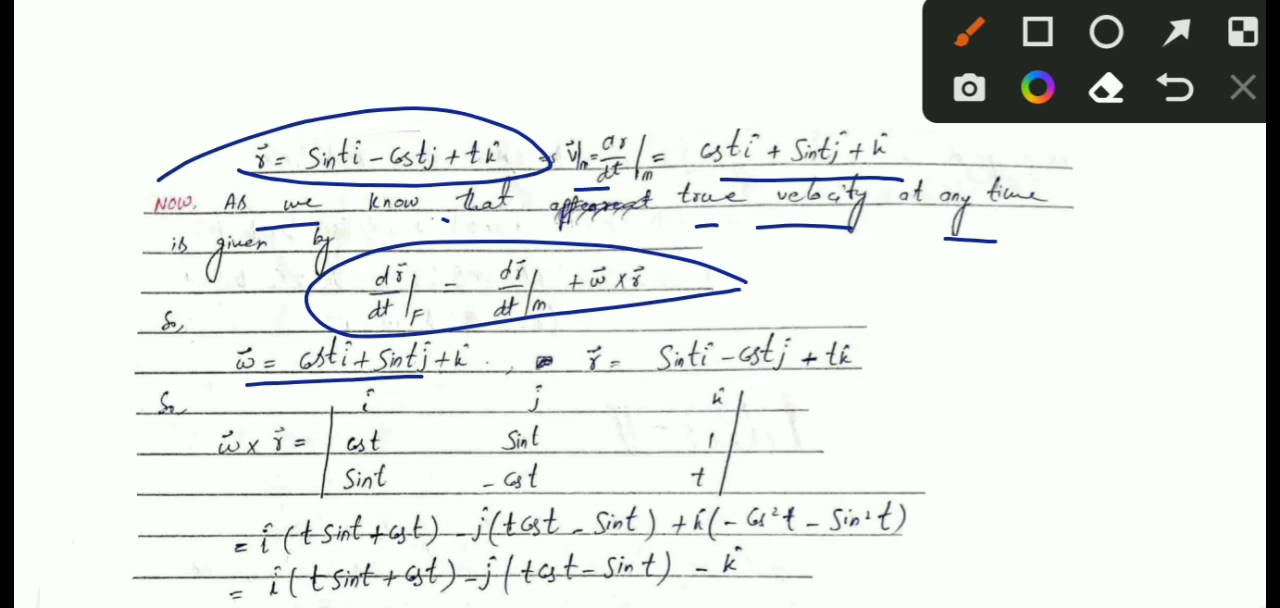 r⃗ = Sint î - Cost ĵ + t k̂ ⇒ v⃗|m = dr/dt|m = Cost î + Sint ĵ + k̂
NOW, As we know that true velocity at any time
is given by
dr⃗/dt|F = dr⃗/dt|m + ω⃗ × r⃗
So,
ω⃗ = Cost î + Sint ĵ + k̂ , r⃗ = Sint î - Cost ĵ + t k̂
So
î ĵ k̂
ω⃗ × r⃗ = | Cost Sint 1 |
Sint - Cost t
= î (t Sint + Cost) - ĵ (t Cost - Sint) + k̂ (- Cos²t - Sin²t)
= î (t Sint + Cost) - ĵ (t Cost - Sint) - k̂